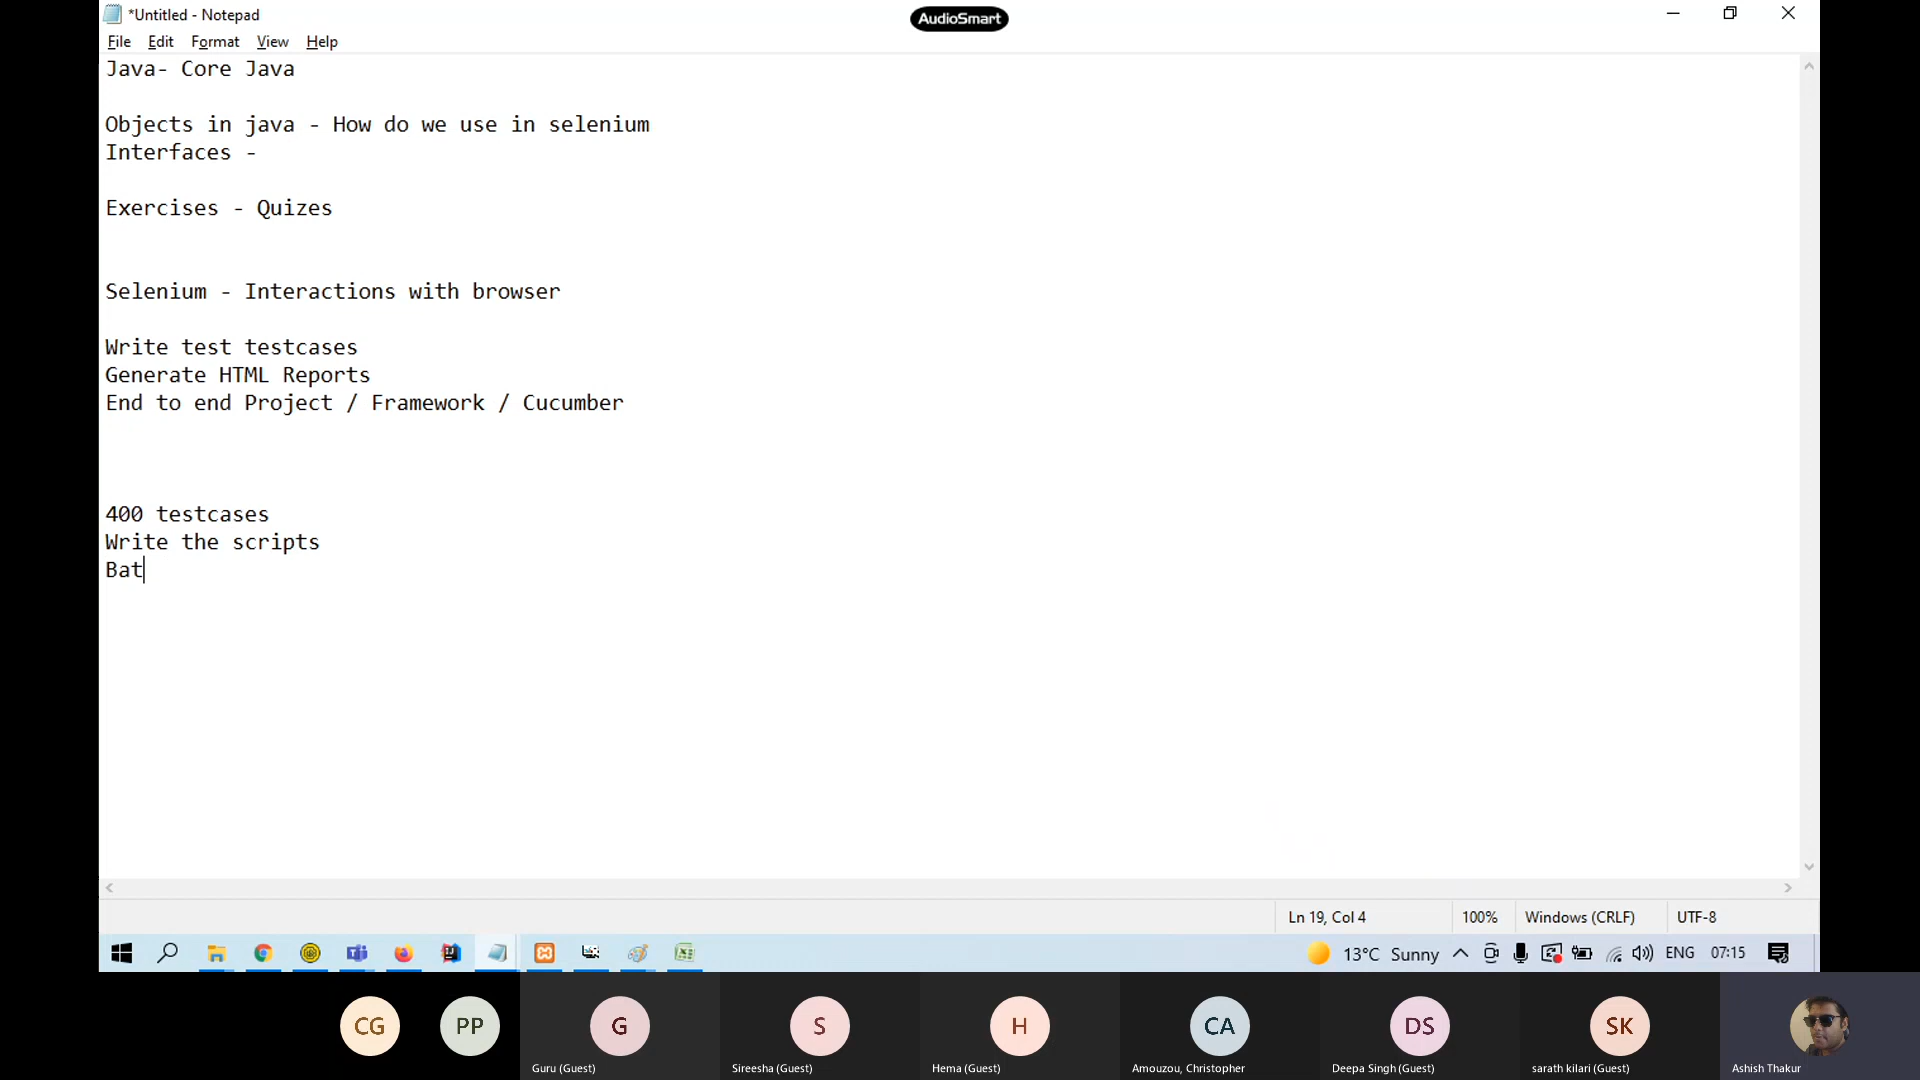 *Untitled - Notepad
AudioSmart
File Edit Format View Help
Java- Core Java
Objects in java - How do we use in selenium
Interfaces -
Exercises - Quizes
Selenium - Interactions with browser
Write test testcases
Generate HTML Reports
End to end Project / Framework / Cucumber
400 testcases
Write the scripts
Bat
Ln 19, Col 4 100% Windows (CRLF) UTF-8
13°C Sunny ENG 07:15
CG PP G S H CA DS SK
Guru (Guest) Sireesha (Guest) Hema (Guest) Amouzou, Christopher Deepa Singh (Guest) sarath kilari (Guest) Ashish Thakur